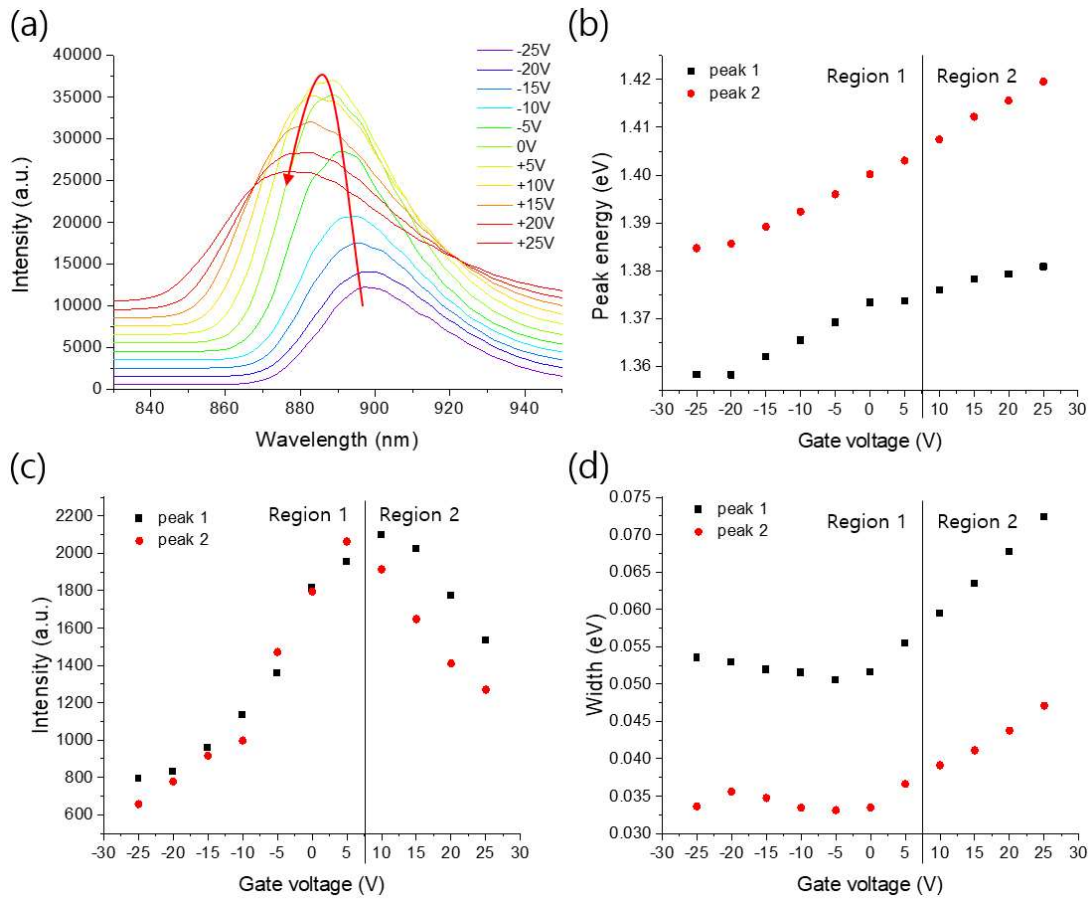 (a)
40000
35000
30000
25000
20000
15000
10000
5000
0
Intensity (a.u.)
840 860 880 900 920 940
Wavelength (nm)
-25V
-20V
-15V
-10V
-5V
0V
+5V
+10V
+15V
+20V
+25V
(b)
peak 1
peak 2
Region 1 Region 2
1.42
1.41
1.40
1.39
1.38
1.37
1.36
Peak energy (eV)
-30 -25 -20 -15 -10 -5 0 5 10 15 20 25 30
Gate voltage (V)
(c)
peak 1
peak 2
Region 1 Region 2
2200
2000
1800
1600
1400
1200
1000
800
600
Intensity (a.u.)
-30 -25 -20 -15 -10 -5 0 5 10 15 20 25 30
Gate voltage (V)
(d)
peak 1
peak 2
Region 1 Region 2
0.075
0.070
0.065
0.060
0.055
0.050
0.045
0.040
0.035
0.030
Width (eV)
-30 -25 -20 -15 -10 -5 0 5 10 15 20 25 30
Gate voltage (V)